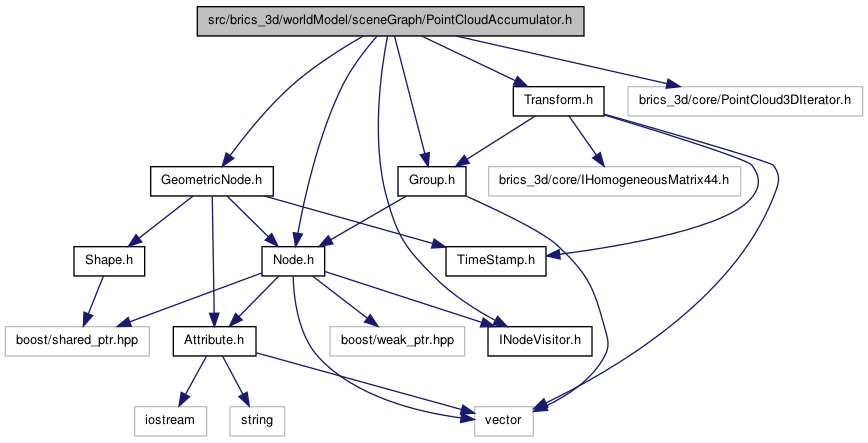 src/brics_3d/worldModel/sceneGraph/PointCloudAccumulator.h
Transform.h
brics_3d/core/PointCloud3DIterator.h
GeometricNode.h
Group.h
brics_3d/core/IHomogeneousMatrix44.h
Shape.h
Node.h
TimeStamp.h
boost/shared_ptr.hpp
Attribute.h
boost/weak_ptr.hpp
INodeVisitor.h
iostream
string
vector